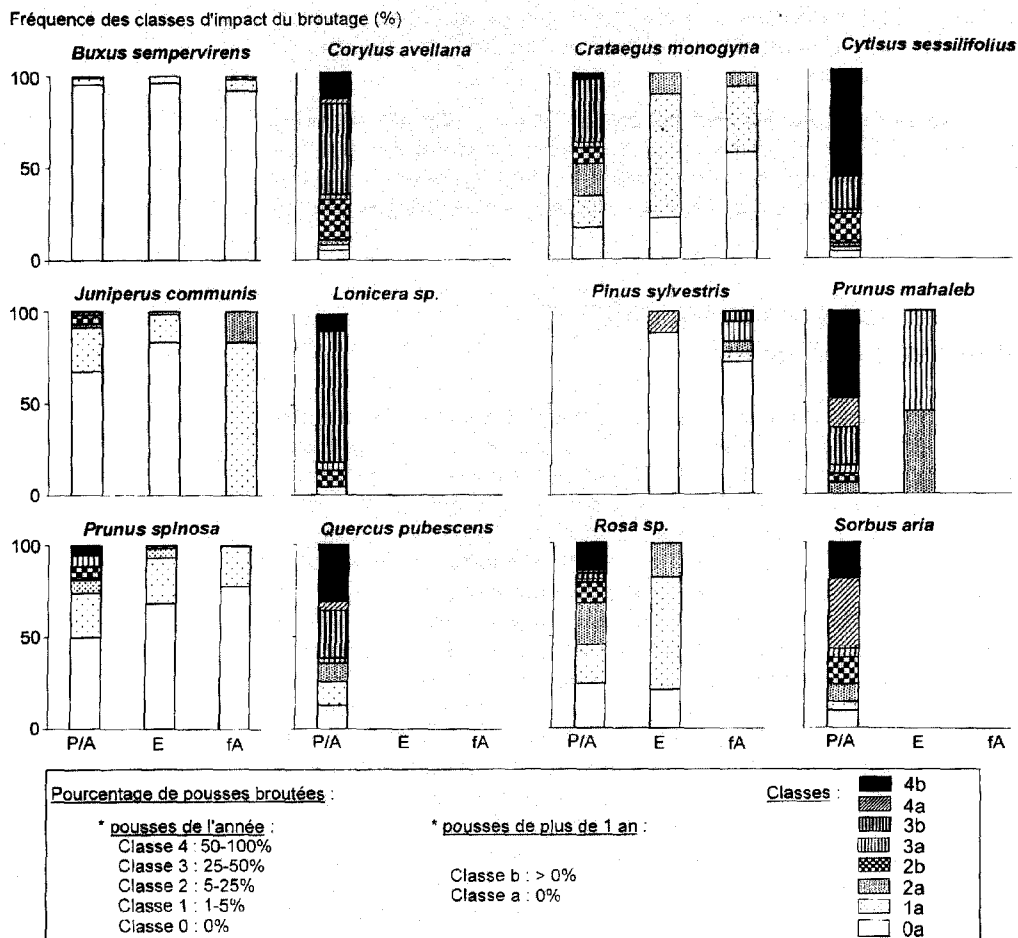 Fréquence des classes d'impact du broutage (%)
Buxus sempervirens Corylus avellana Crataegus monogyna Cytisus sessilifolius
100
50
0
Juniperus communis Lonicera sp. Pinus sylvestris Prunus mahaleb
100
50
0
Prunus spinosa Quercus pubescens Rosa sp. Sorbus aria
100
50
0
P/A E fA P/A E fA P/A E fA P/A E fA
Pourcentage de pousses broutées :
* pousses de l'année :
Classe 4 : 50-100%
Classe 3 : 25-50%
Classe 2 : 5-25%
Classe 1 : 1-5%
Classe 0 : 0%
* pousses de plus de 1 an :
Classe b : > 0%
Classe a : 0%
Classes :
4b
4a
3b
3a
2b
2a
1a
0a